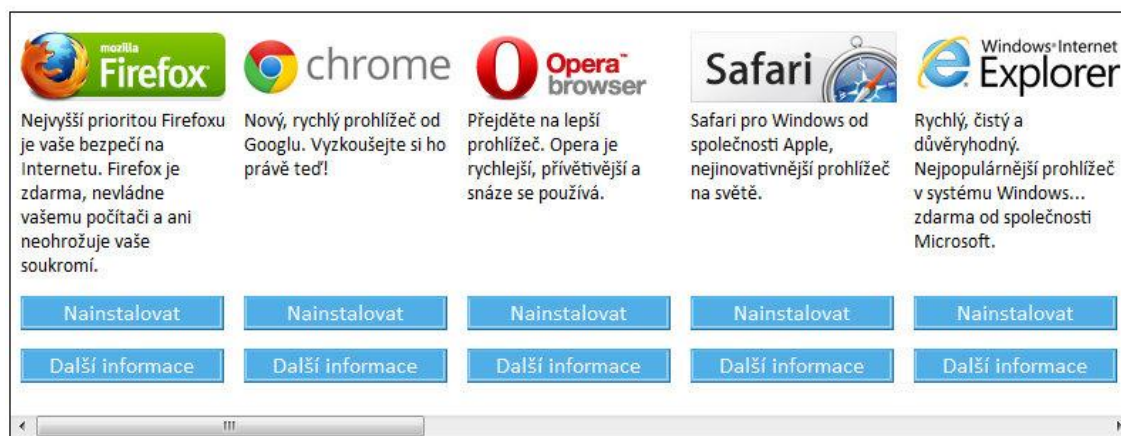 mozilla
Firefox
Nejvyšší prioritou Firefoxu
je vaše bezpečí na
Internetu. Firefox je
zdarma, nevládne
vašemu počítači a ani
neohrožuje vaše
soukromí.
Nainstalovat
Další informace
chrome
Nový, rychlý prohlížeč od
Googlu. Vyzkoušejte si ho
právě teď!
Nainstalovat
Další informace
Opera™
browser
Přejděte na lepší
prohlížeč. Opera je
rychlejší, přívětivější a
snáze se používá.
Nainstalovat
Další informace
Safari
Safari pro Windows od
společnosti Apple,
nejinovativnější prohlížeč
na světě.
Nainstalovat
Další informace
Windows Internet
Explorer
Rychlý, čistý a
důvěryhodný.
Nejpopulárnější prohlížeč
v systému Windows...
zdarma od společnosti
Microsoft.
Nainstalovat
Další informace